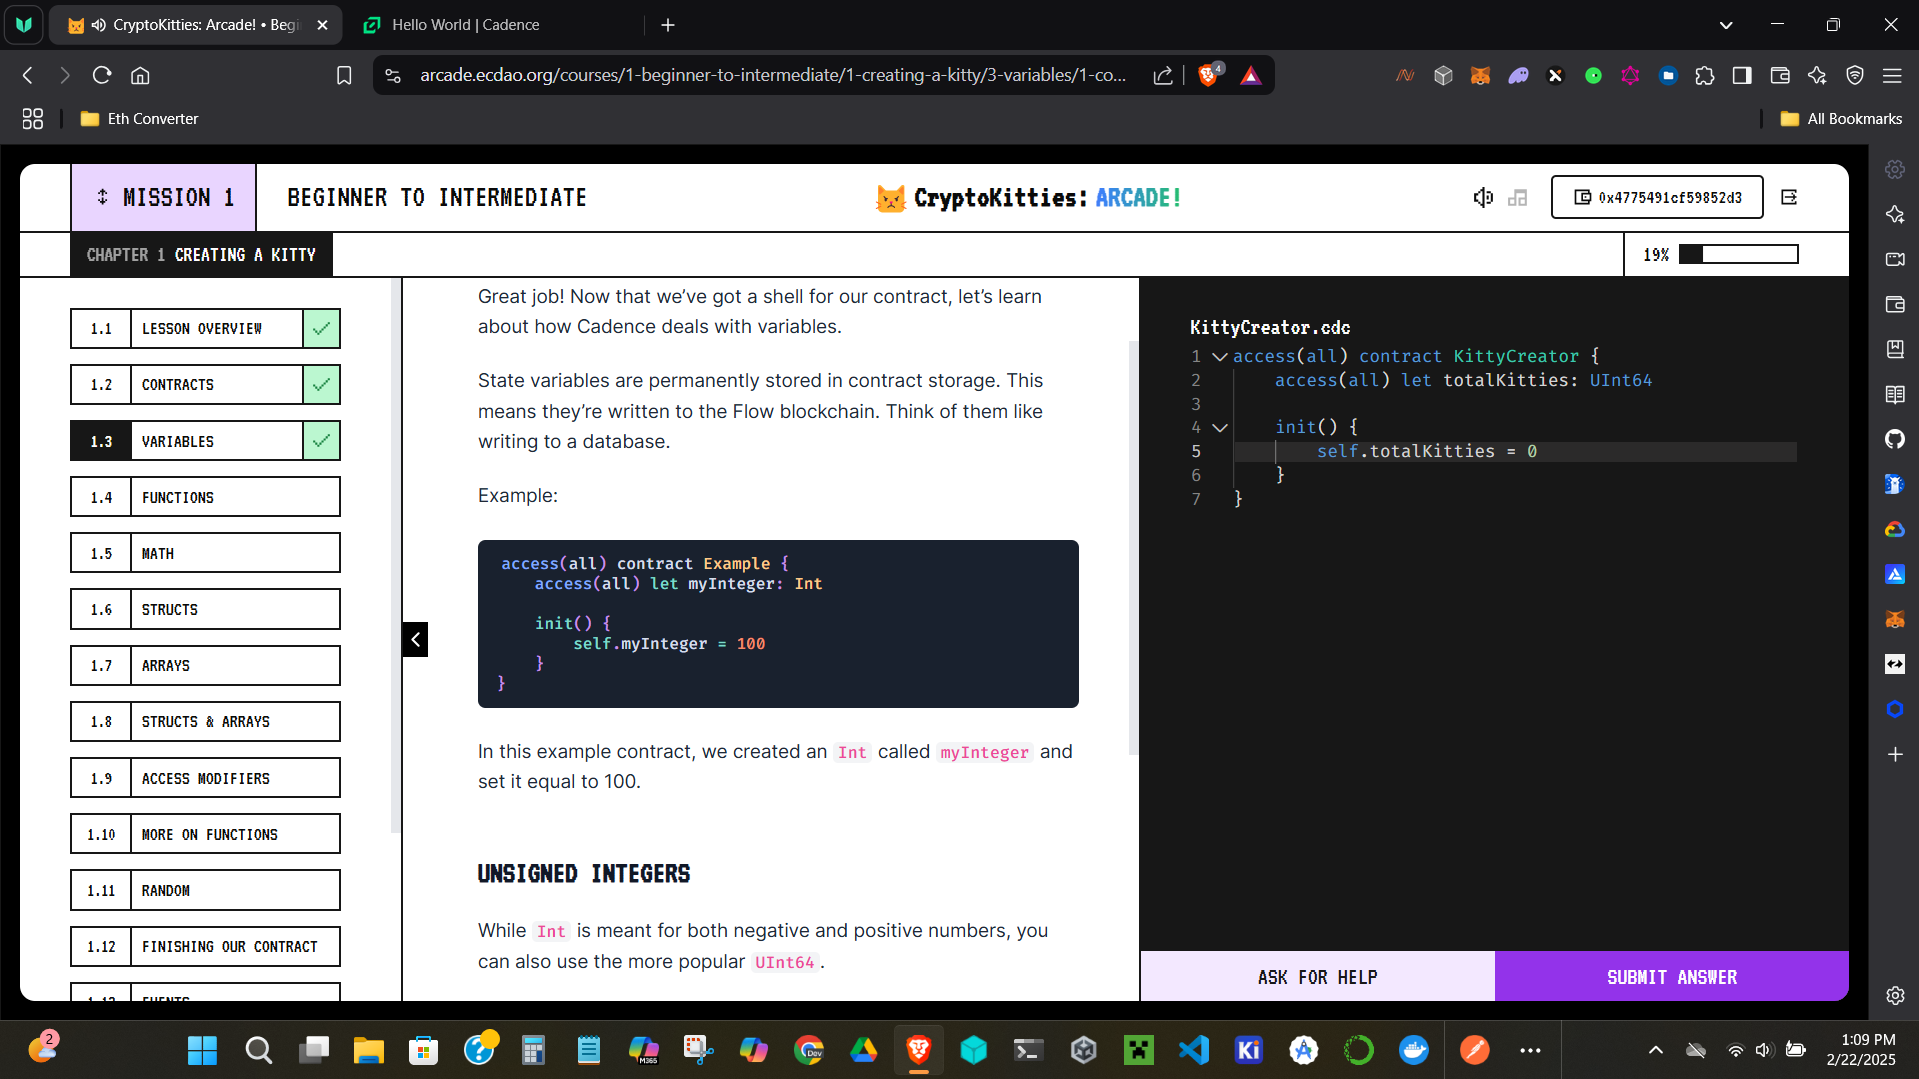 CryptoKitties: Arcade! • Begi
Hello World | Cadence
arcade.ecdao.org/courses/1-beginner-to-intermediate/1-creating-a-kitty/3-variables/1-co...
4
Eth Converter
All Bookmarks
MISSION 1
BEGINNER TO INTERMEDIATE
CryptoKitties: ARCADE!
0x4775491cf59852d3
CHAPTER 1 CREATING A KITTY
19%
1.1 LESSON OVERVIEW
1.2 CONTRACTS
1.3 VARIABLES
1.4 FUNCTIONS
1.5 MATH
1.6 STRUCTS
1.7 ARRAYS
1.8 STRUCTS & ARRAYS
1.9 ACCESS MODIFIERS
1.10 MORE ON FUNCTIONS
1.11 RANDOM
1.12 FINISHING OUR CONTRACT
1.13 EVENTS
Great job! Now that we’ve got a shell for our contract, let’s learn
about how Cadence deals with variables.
State variables are permanently stored in contract storage. This
means they’re written to the Flow blockchain. Think of them like
writing to a database.
Example:
access(all) contract Example {
access(all) let myInteger: Int
init() {
self.myInteger = 100
}
}
In this example contract, we created an Int called myInteger and
set it equal to 100.
UNSIGNED INTEGERS
While Int is meant for both negative and positive numbers, you
can also use the more popular UInt64.
KittyCreator.cdc
1 access(all) contract KittyCreator {
2 access(all) let totalKitties: UInt64
3
4 init() {
5 self.totalKitties = 0
6 }
7 }
ASK FOR HELP
SUBMIT ANSWER
2
M365
Dev
Ki
1:09 PM
2/22/2025